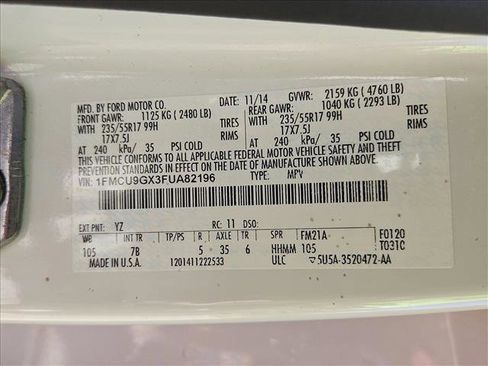 MFD. BY FORD MOTOR CO. DATE: 11/14 GVWR: 2159 KG ( 4760 LB)
FRONT GAWR: 1125 KG ( 2480 LB) REAR GAWR: 1040 KG ( 2293 LB)
WITH 235/55R17 99H TIRES WITH 235/55R17 99H TIRES
17X7.5J RIMS 17X7.5J RIMS
AT 240 kPa/ 35 PSI COLD AT 240 kPa/ 35 PSI COLD
THIS VEHICLE CONFORMS TO ALL APPLICABLE FEDERAL MOTOR VEHICLE SAFETY AND THEFT
PREVENTION STANDARDS IN EFFECT ON THE DATE OF MANUFACTURE SHOWN ABOVE.
VIN: 1FMCU9GX3FUA82196 TYPE: MPV
EXT PNT: YZ RC: 11 DSO:
WB INT TR TP/PS R AXLE TR SPR FM21A F0120
105 7B 5 35 6 HHMM 105 T031C
MADE IN U.S.A. 1201411222533 ULC 5U5A-3520472-AA